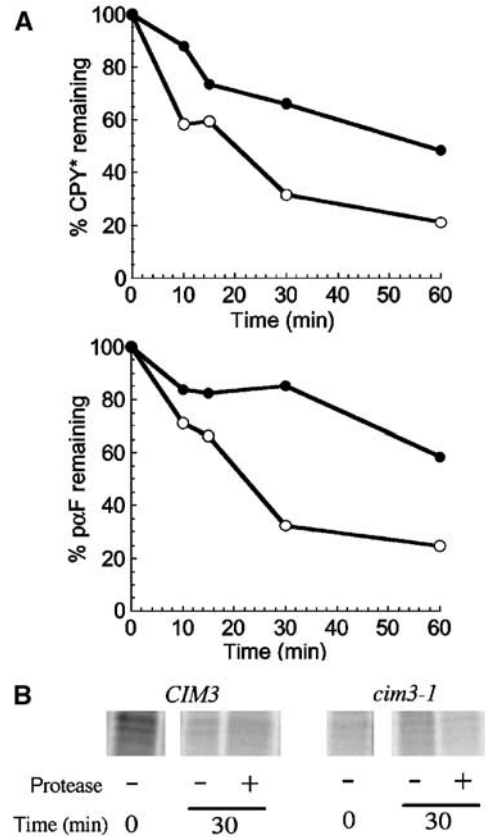 A
100
80
60
40
20
0
% CPY* remaining
0 10 20 30 40 50 60
Time (min)
100
80
60
40
20
0
% pαF remaining
0 10 20 30 40 50 60
Time (min)
B
CIM3 cim3-1
Protease - - + - - +
Time (min) 0 30 0 30